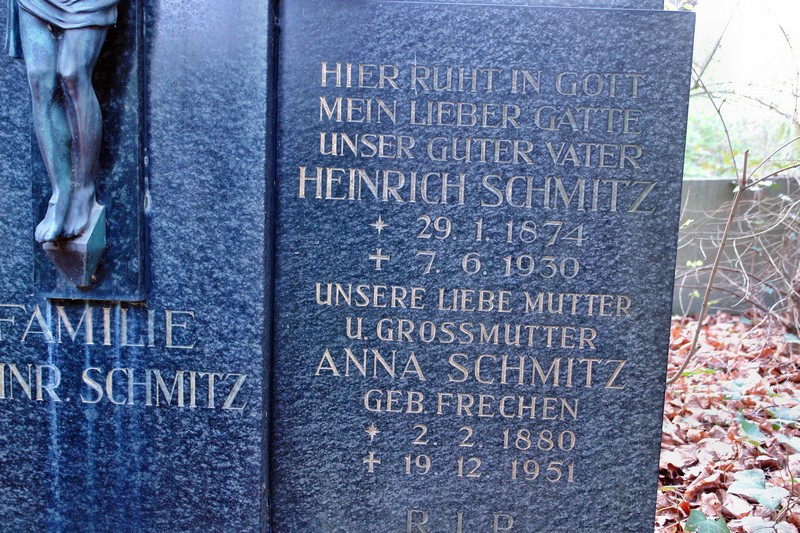 FAMILIE
INR. SCHMITZ
HIER RUHT IN GOTT
MEIN LIEBER GATTE
UNSER GUTER VATER
HEINRICH SCHMITZ
* 29. 1. 1874
✝ 7. 6. 1930
UNSERE LIEBE MUTTER
U. GROSSMUTTER
ANNA SCHMITZ
GEB FRECHEN
* 2. 2. 1880
✝ 19. 12. 1951
R. I. P.